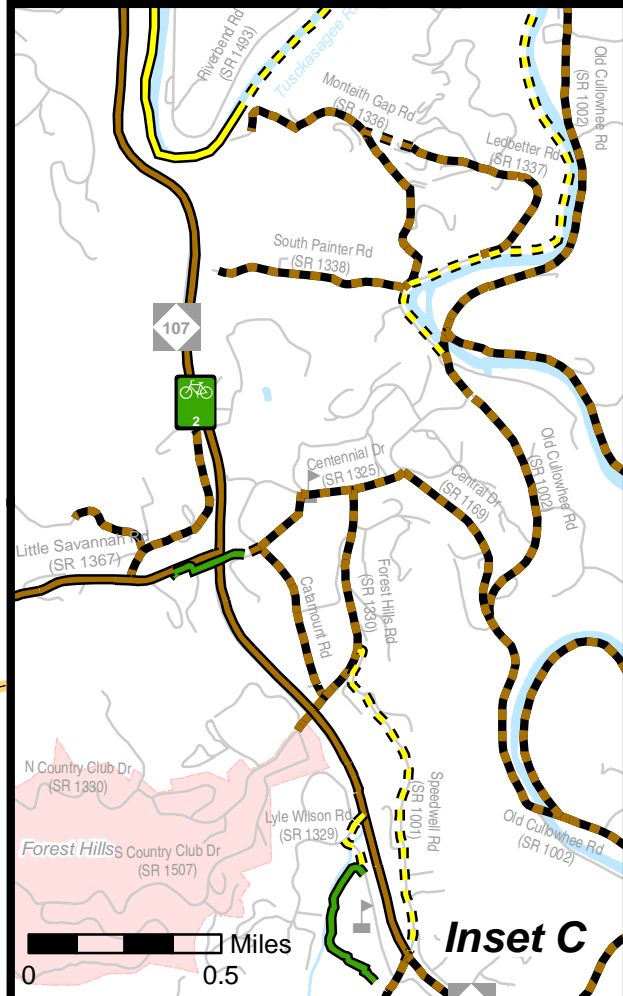 Riverbend Rd
(SR 1493)
Tusckasagee R
Monteith Gap Rd
(SR 1336)
Old Cullowhee Rd
(SR 1002)
Ledbetter Rd
(SR 1337)
South Painter Rd
(SR 1338)
107
2
Centennial Dr
(SR 1325)
Central Dr
(SR 1169)
Old Cullowhee Rd
(SR 1002)
Little Savannah Rd
(SR 1367)
Catamount Rd
Forest Hills Rd
(SR 1330)
N Country Club Dr
(SR 1330)
Lyle Wilson Rd
(SR 1329)
Speedwell Rd
(SR 1001)
Old Cullowhee Rd
(SR 1002)
Forest Hills
S Country Club Dr
(SR 1507)
Inset C
Miles
0 0.5